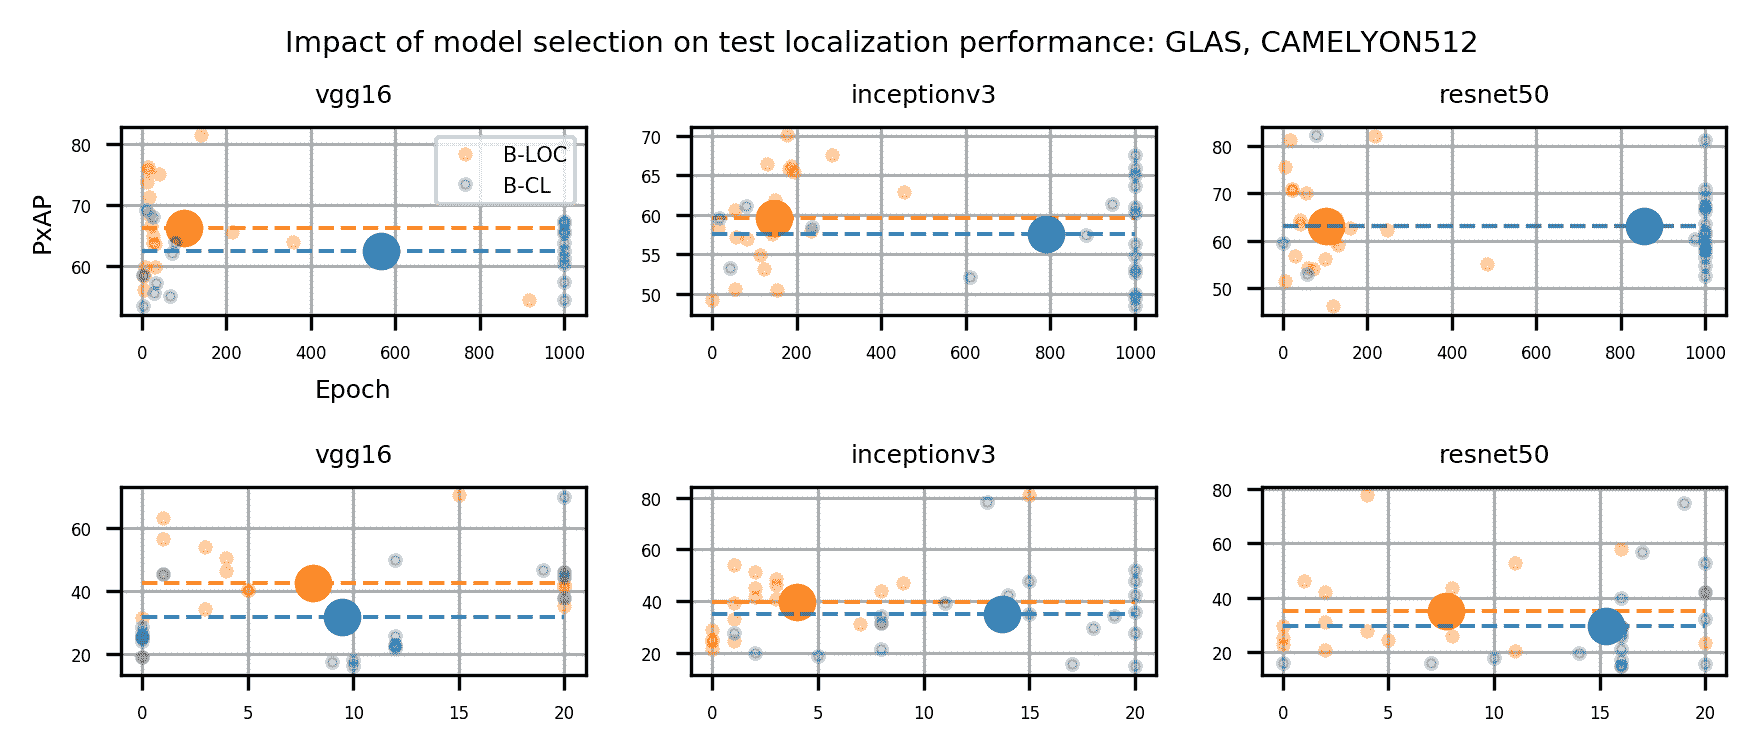 Impact of model selection on test localization performance: GLAS, CAMELYON512
vgg16
inceptionv3
resnet50
PxAP
80
70
60
B-LOC
B-CL
0 200 400 600 800 1000
Epoch
70
65
60
55
50
0 200 400 600 800 1000
80
70
60
50
0 200 400 600 800 1000
vgg16
inceptionv3
resnet50
60
40
20
0 5 10 15 20
80
60
40
20
0 5 10 15 20
80
60
40
20
0 5 10 15 20